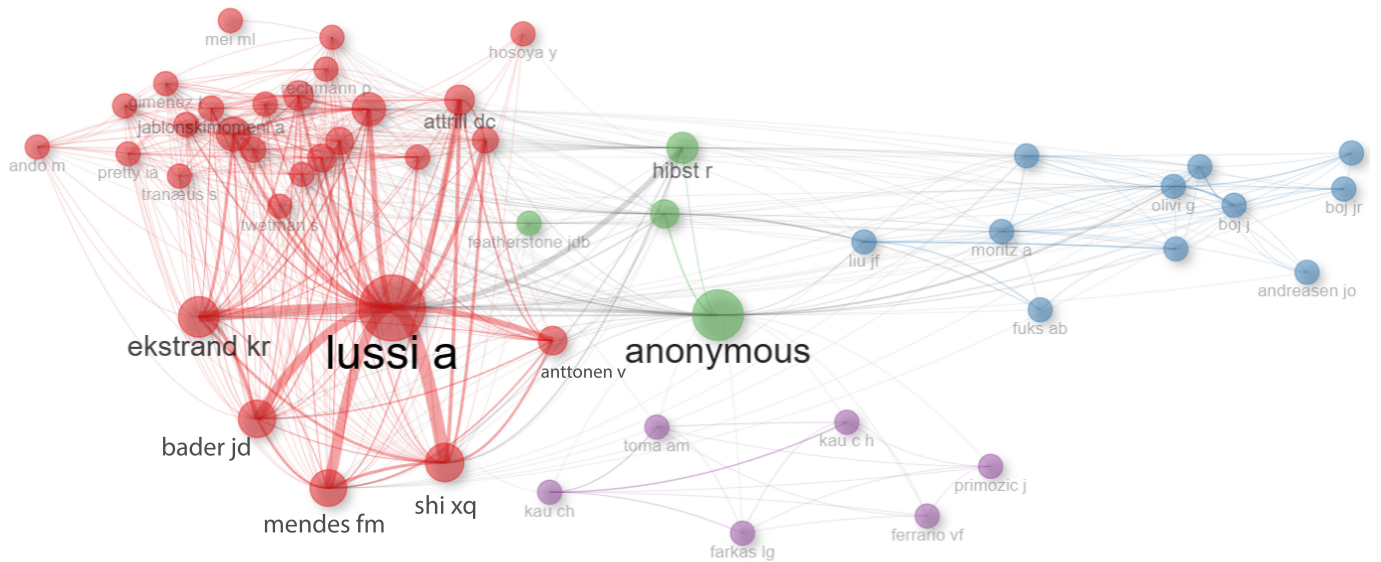 mei ml
hosoya y
rechmann p
gimenez t
attrill dc
jablonskimomeni a
ando m
pretty ia
tranæus s
twetman s
hibst r
featherstone jdb
olivi g
boj jr
boj j
liu jf
moritz a
andreasen jo
fuks ab
ekstrand kr
lussi a
anonymous
anttonen v
bader jd
toma am
kau c h
shi xq
mendes fm
kau ch
primozic j
ferrario vf
farkas lg